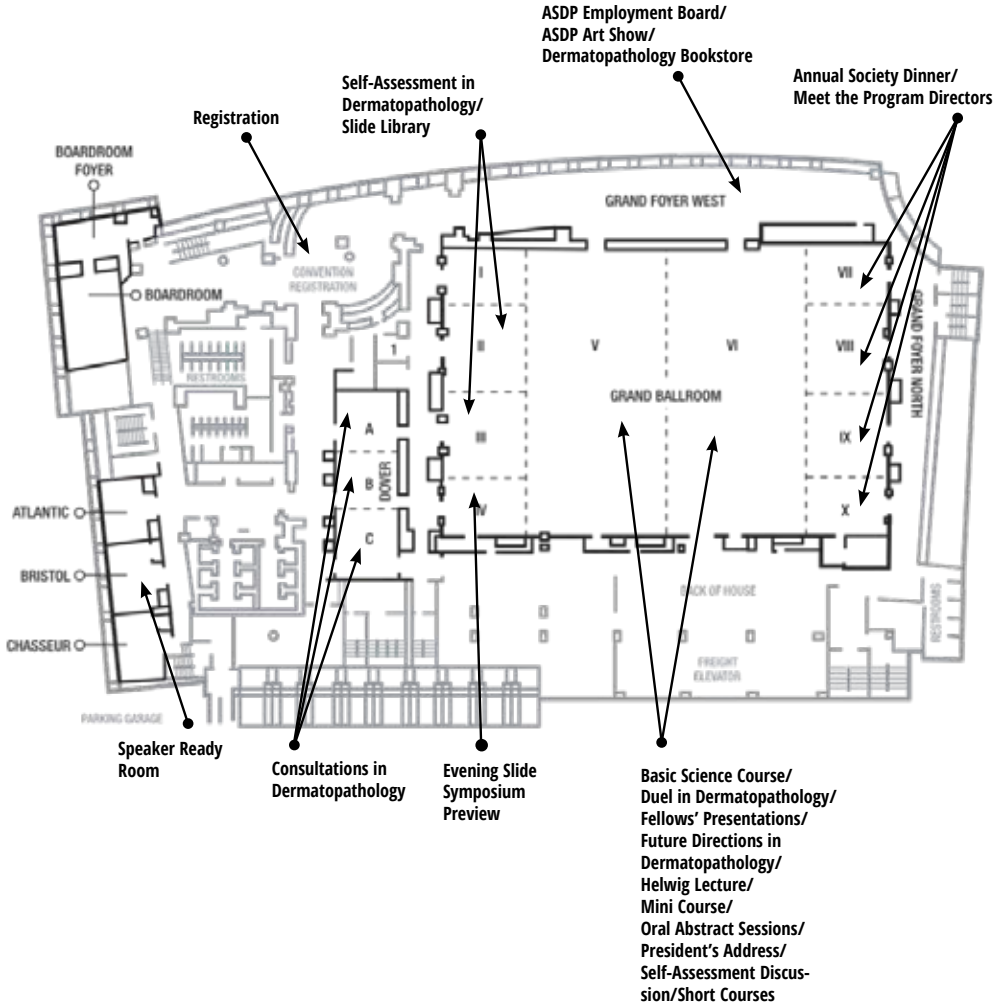 ASDP Employment Board/
ASDP Art Show/
Dermatopathology Bookstore
Annual Society Dinner/
Meet the Program Directors
Self-Assessment in
Dermatopathology/
Slide Library
Registration
BOARDROOM
FOYER
GRAND FOYER WEST
CONVENTION
REGISTRATION
BOARDROOM
I
VII
GRAND FOYER NORTH
1
II
V
VI
VIII
RESTROOMS
GRAND BALLROOM
A
III
IX
B
DOVER
ATLANTIC
IV
X
C
BRISTOL
BACK OF HOUSE
RESTROOMS
CHASSEUR
FREIGHT
ELEVATOR
PARKING GARAGE
Speaker Ready
Room
Consultations in
Dermatopathology
Evening Slide
Symposium
Preview
Basic Science Course/
Duel in Dermatopathology/
Fellows' Presentations/
Future Directions in
Dermatopathology/
Helwig Lecture/
Mini Course/
Oral Abstract Sessions/
President's Address/
Self-Assessment Discus-
sion/Short Courses